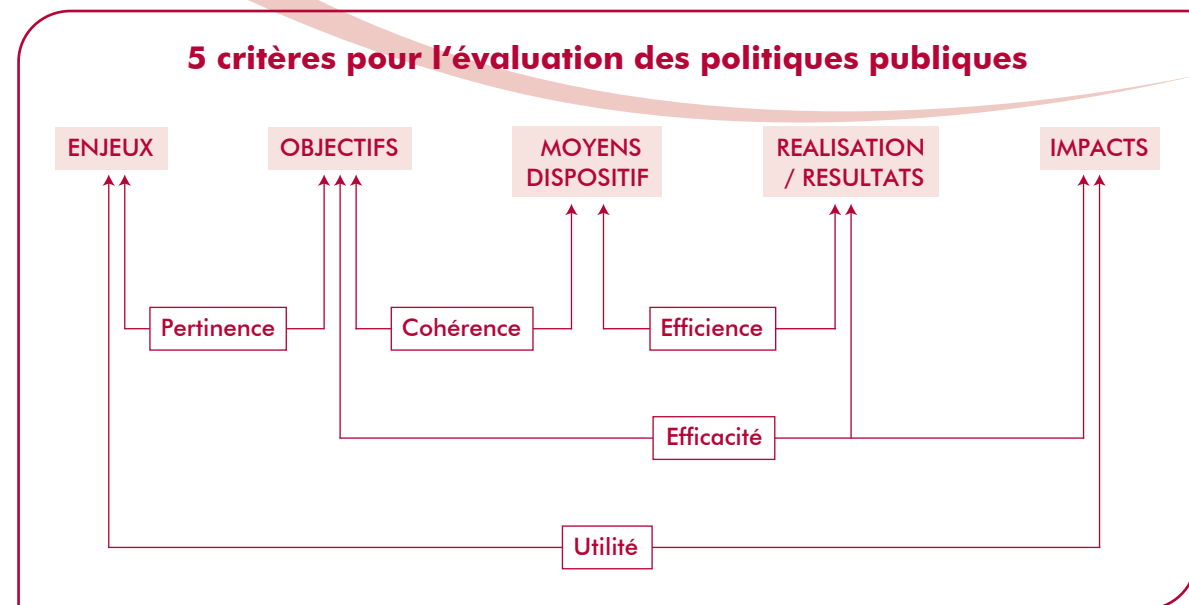 5 critères pour l‘évaluation des politiques publiques
ENJEUX
OBJECTIFS
MOYENS
DISPOSITIF
REALISATION
/ RESULTATS
IMPACTS
Pertinence
Cohérence
Efficience
Efficacité
Utilité